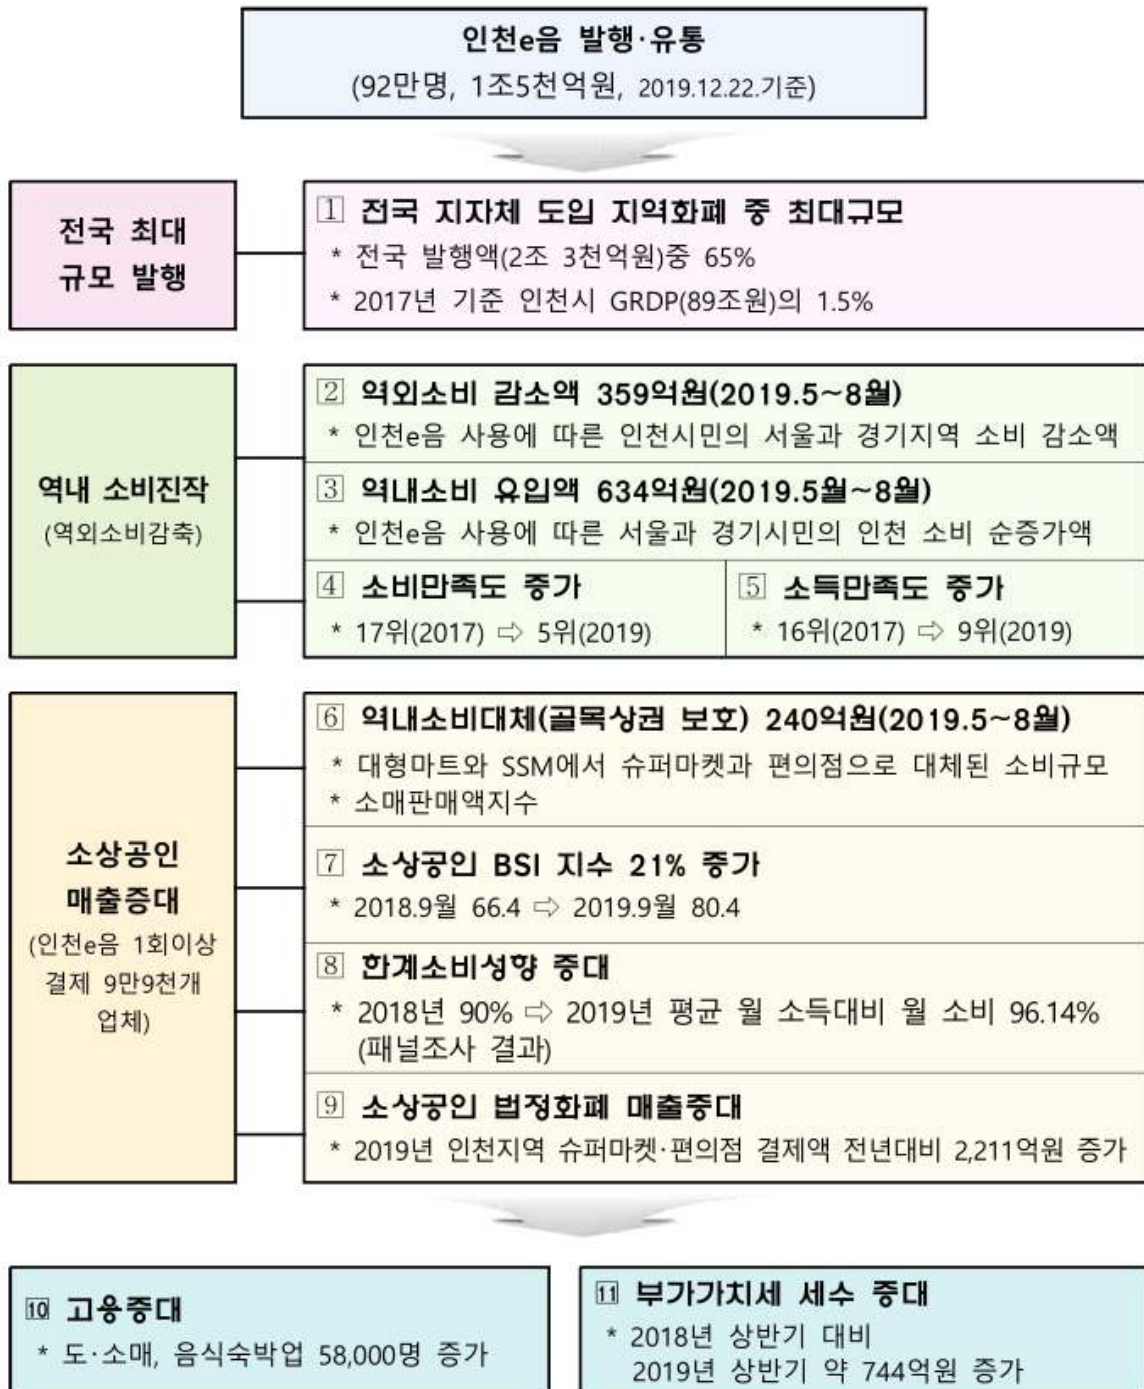 인천e음 발행·유통
(92만명, 1조5천억원, 2019.12.22.기준)
전국 최대
규모 발행
1 전국 지자체 도입 지역화폐 중 최대규모
* 전국 발행액(2조 3천억원)중 65%
* 2017년 기준 인천시 GRDP(89조원)의 1.5%
역내 소비진작
(역외소비감축)
2 역외소비 감소액 359억원(2019.5~8월)
* 인천e음 사용에 따른 인천시민의 서울과 경기지역 소비 감소액
3 역내소비 유입액 634억원(2019.5월~8월)
* 인천e음 사용에 따른 서울과 경기시민의 인천 소비 순증가액
4 소비만족도 증가
* 17위(2017) ⇨ 5위(2019)
5 소득만족도 증가
* 16위(2017) ⇨ 9위(2019)
소상공인
매출증대
(인천e음 1회이상
결제 9만9천개
업체)
6 역내소비대체(골목상권 보호) 240억원(2019.5~8월)
* 대형마트와 SSM에서 슈퍼마켓과 편의점으로 대체된 소비규모
* 소매판매액지수
7 소상공인 BSI 지수 21% 증가
* 2018.9월 66.4 ⇨ 2019.9월 80.4
8 한계소비성향 증대
* 2018년 90% ⇨ 2019년 평균 월 소득대비 월 소비 96.14%
(패널조사 결과)
9 소상공인 법정화폐 매출증대
* 2019년 인천지역 슈퍼마켓·편의점 결제액 전년대비 2,211억원 증가
10 고용증대
* 도·소매, 음식숙박업 58,000명 증가
11 부가가치세 세수 증대
* 2018년 상반기 대비
2019년 상반기 약 744억원 증가